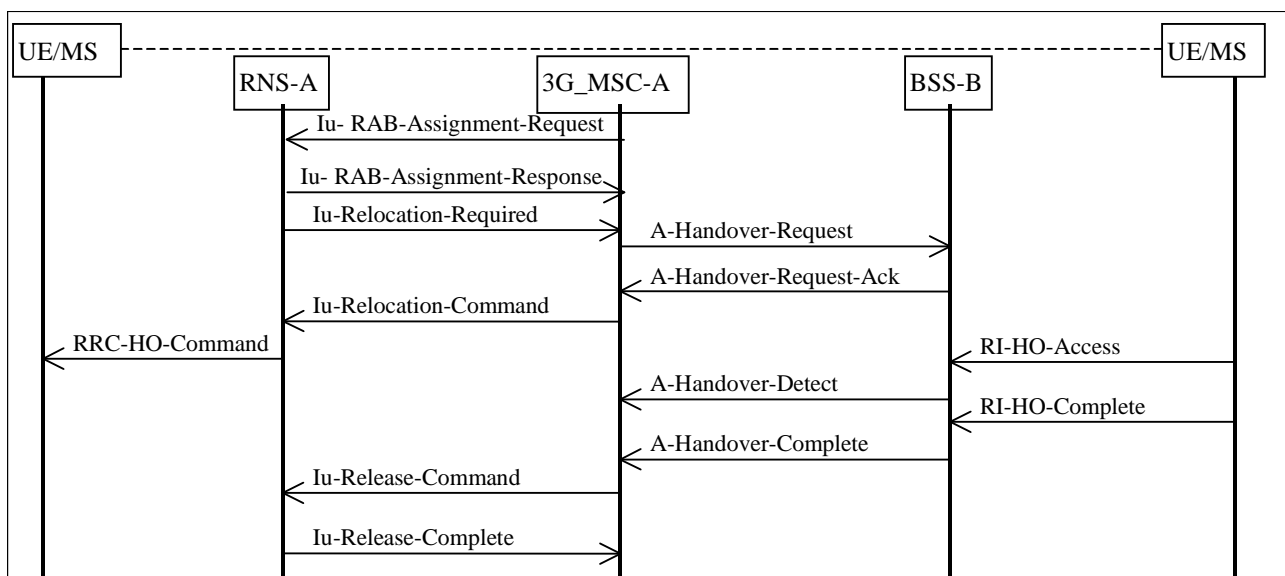 UE/MS
UE/MS
RNS-A
3G_MSC-A
BSS-B
Iu- RAB-Assignment-Request
Iu- RAB-Assignment-Response
Iu-Relocation-Required
A-Handover-Request
A-Handover-Request-Ack
Iu-Relocation-Command
RRC-HO-Command
RI-HO-Access
A-Handover-Detect
RI-HO-Complete
A-Handover-Complete
Iu-Release-Command
Iu-Release-Complete